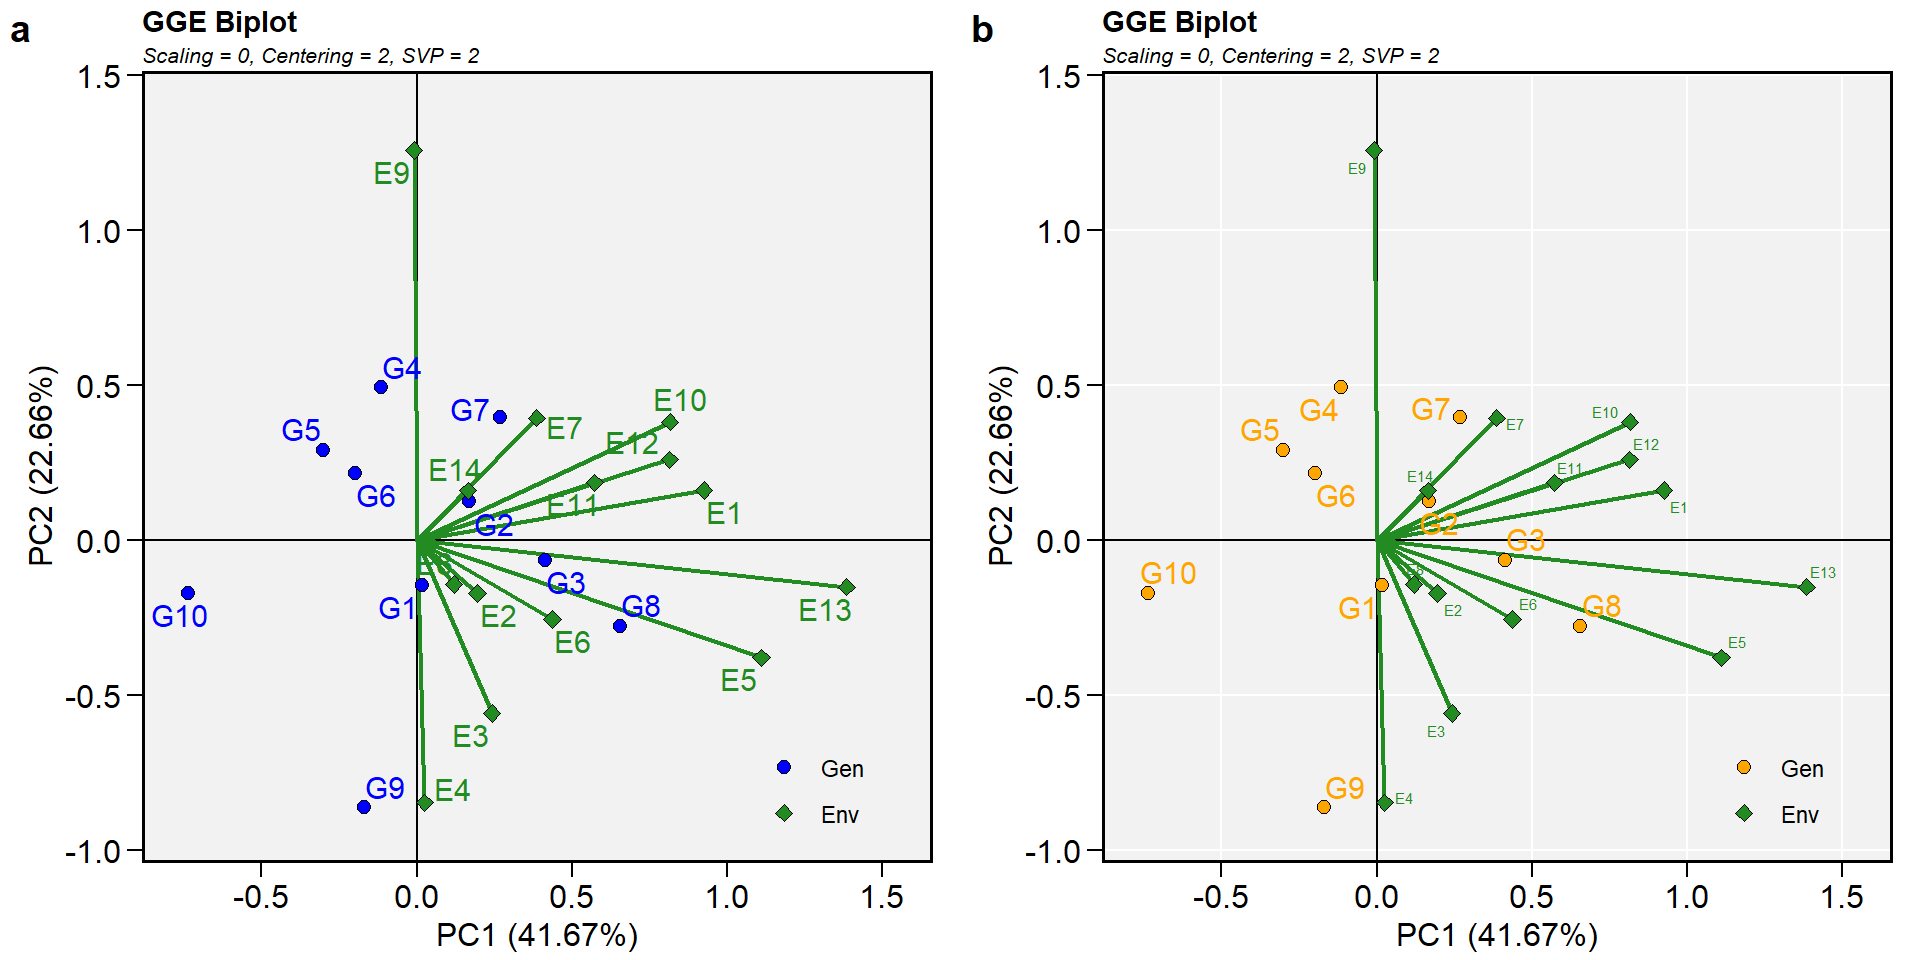 a
GGE Biplot
Scaling = 0, Centering = 2, SVP = 2
1.5
1.0
0.5
0.0
-0.5
-1.0
PC2 (22.66%)
E9
G4
G5
G6
G7
E7
E10
E12
E14
E11
G2
E1
G10
G1
E2
G3
E6
G8
E13
E5
E3
E4
G9
Gen
Env
-0.5
0.0
0.5
1.0
1.5
PC1 (41.67%)
b
GGE Biplot
Scaling = 0, Centering = 2, SVP = 2
1.5
1.0
0.5
0.0
-0.5
-1.0
PC2 (22.66%)
E9
G4
G5
G6
G7
E7
E10
E12
E14
E11
G2
E1
G10
G3
E8
G1
E2
E6
G8
E13
E5
E3
E4
G9
Gen
Env
-0.5
0.0
0.5
1.0
1.5
PC1 (41.67%)